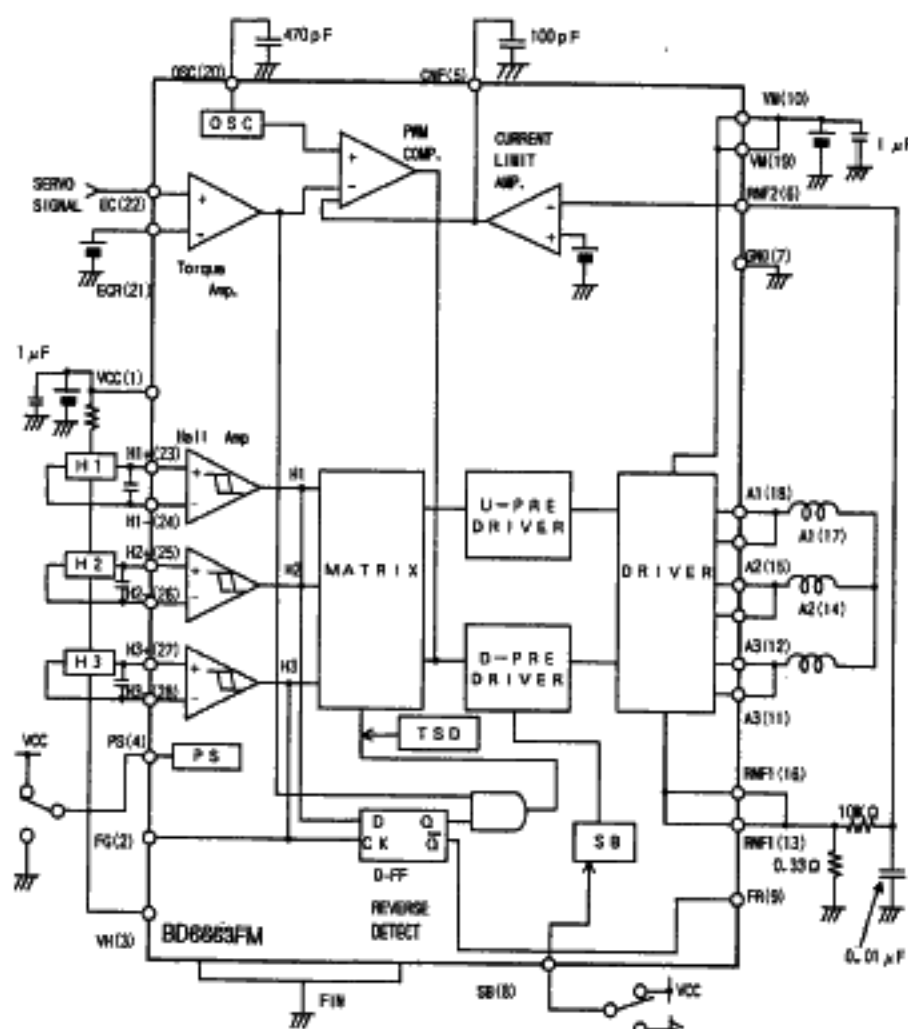 470pF
100pF
OSC(20)
CNF(5)
VM(10)
OSC
PWM
COMP.
CURRENT
LIMIT
AMP.
1μF
VM(19)
SERVO
SIGNAL
EC(22)
RNF2(6)
+
-
+
-
-
+
GND(7)
Torque
Amp.
ECR(21)
1μF
VCC(1)
Hall Amp
H1
H1+(23)
+
-
H1
H1-(24)
U-PRE
DRIVER
A1(18)
A1(17)
H2
H2+(25)
+
-
H2
H2-(26)
MATRIX
DRIVER
A2(15)
A2(14)
H3
H3+(27)
+
-
H3
H3-(28)
D-PRE
DRIVER
A3(12)
A3(11)
VCC
PS(4)
PS
TSD
RNF1(16)
10KΩ
FG(2)
D
Q
CK
Q
D-FF
SB
RNF1(13)
0.33Ω
FR(9)
REVERSE
DETECT
VH(3)
BD6663FM
0.01μF
FIN
SB(8)
VCC